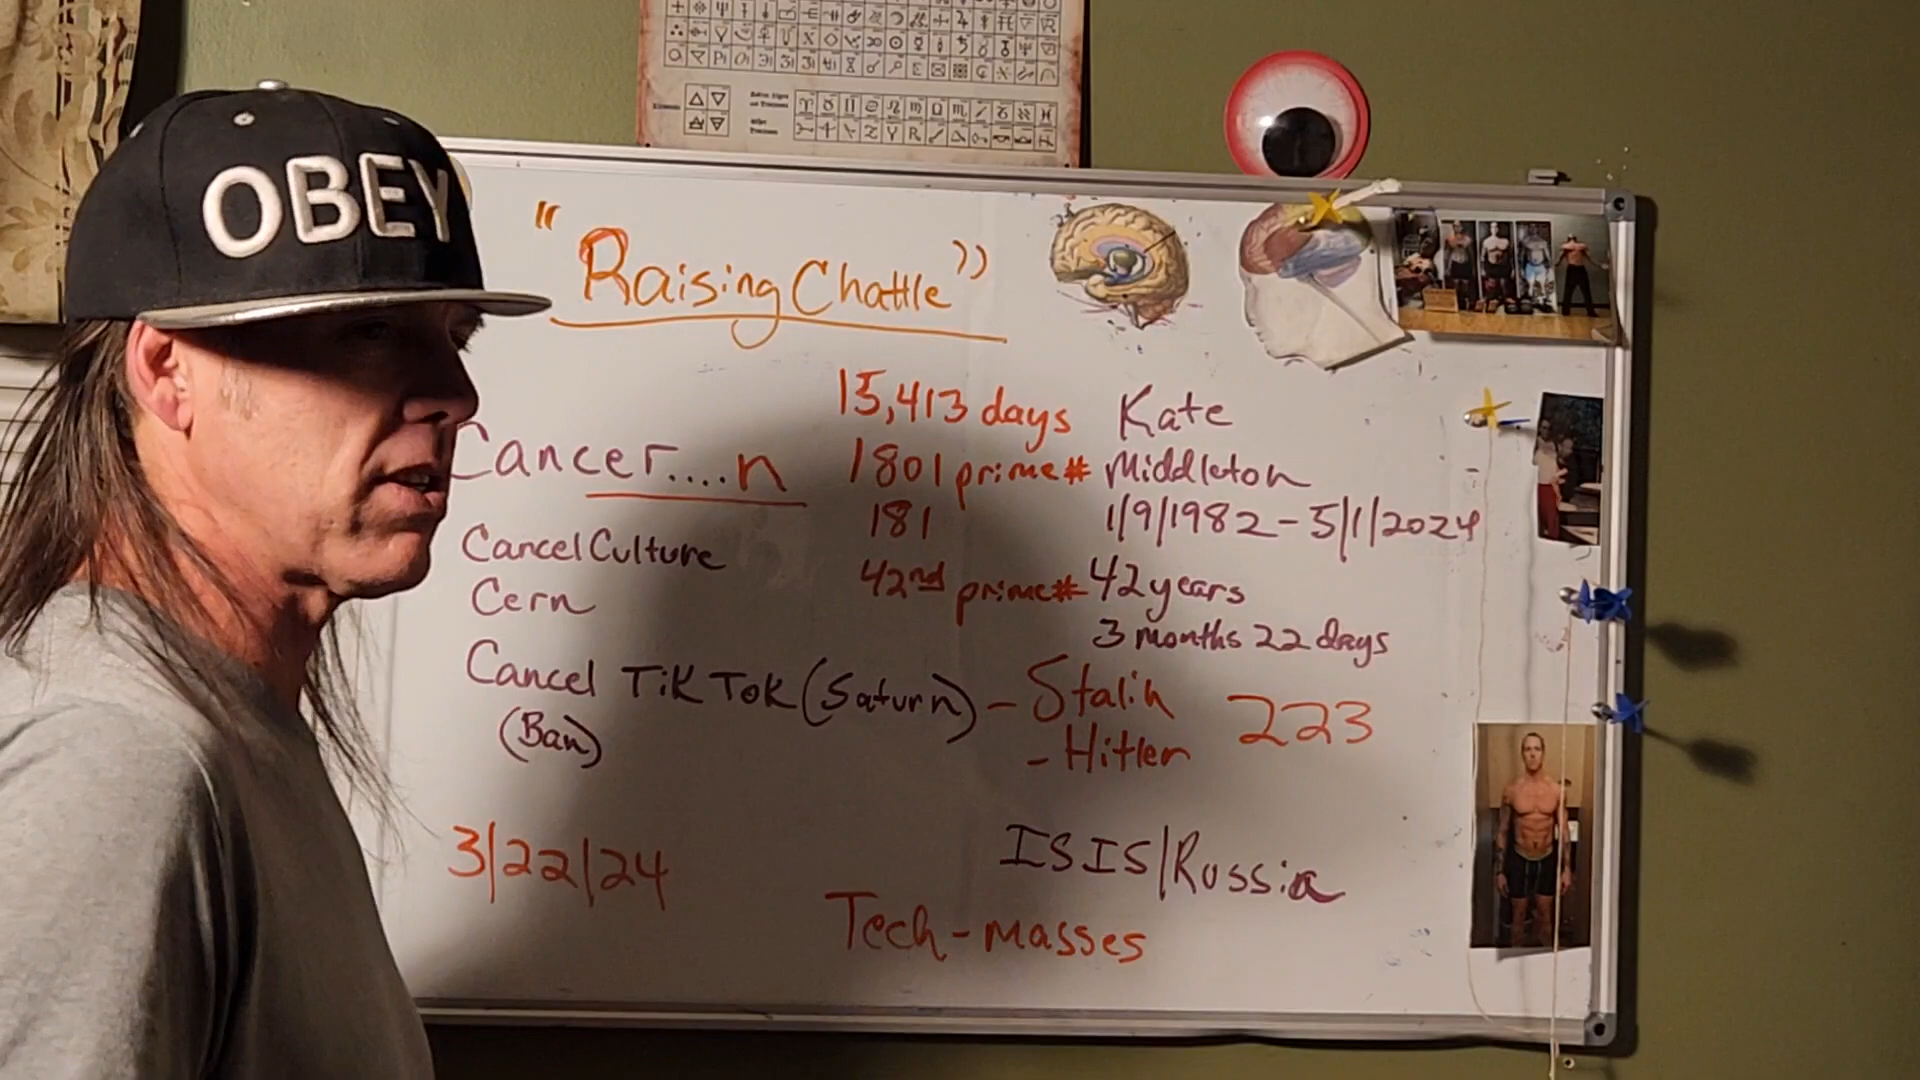 OBEY
"Raising Chattle"
15,413 days
Kate
Cancer....n
1801 prime#
Middleton
181
1/9/1982-5/1/2024
Cancel Culture
42nd prime#
42 years
Cern
3 months 22 days
Cancel TiKToK (Saturn) - Stalin
223
(Ban)
- Hitler
3/22/24
ISIS/Russia
Tech-masses